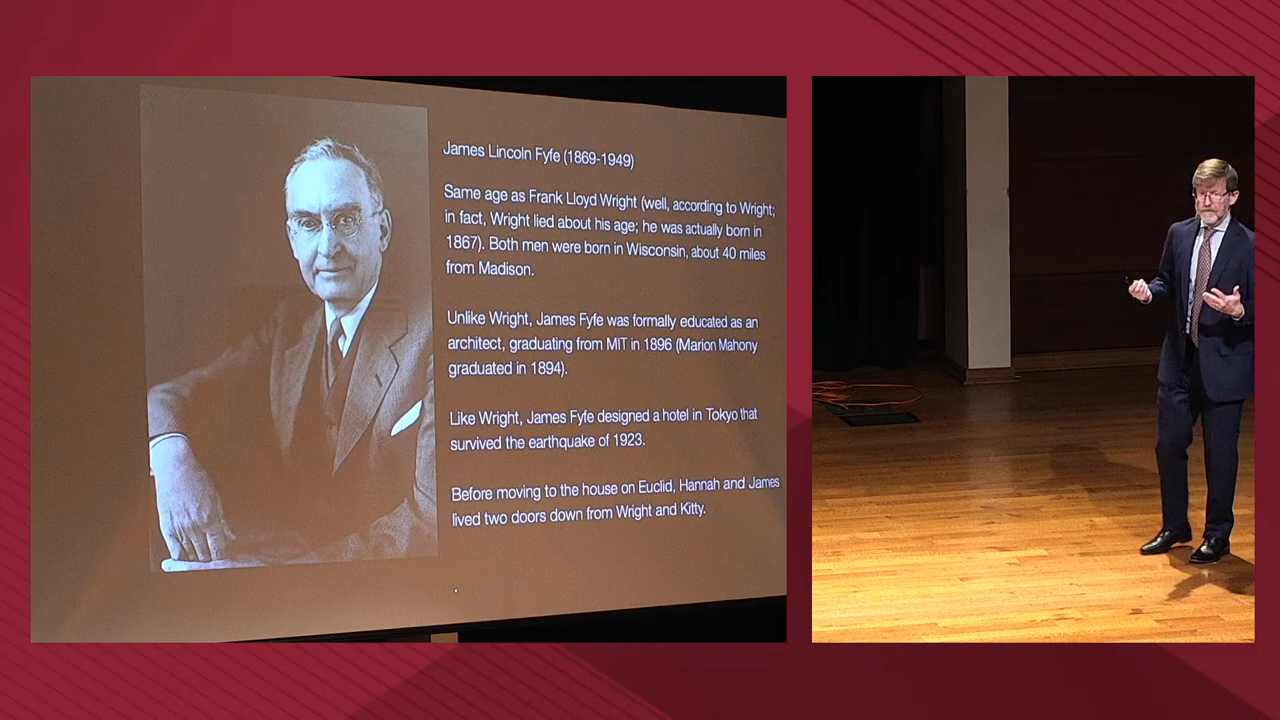 James Lincoln Fyfe (1869-1949)
Same age as Frank Lloyd Wright (well, according to Wright;
in fact, Wright lied about his age; he was actually born in
1867). Both men were born in Wisconsin, about 40 miles
from Madison.
Unlike Wright, James Fyfe was formally educated as an
architect, graduating from MIT in 1896 (Marion Mahony
graduated in 1894).
Like Wright, James Fyfe designed a hotel in Tokyo that
survived the earthquake of 1923.
Before moving to the house on Euclid, Hannah and James
lived two doors down from Wright and Kitty.